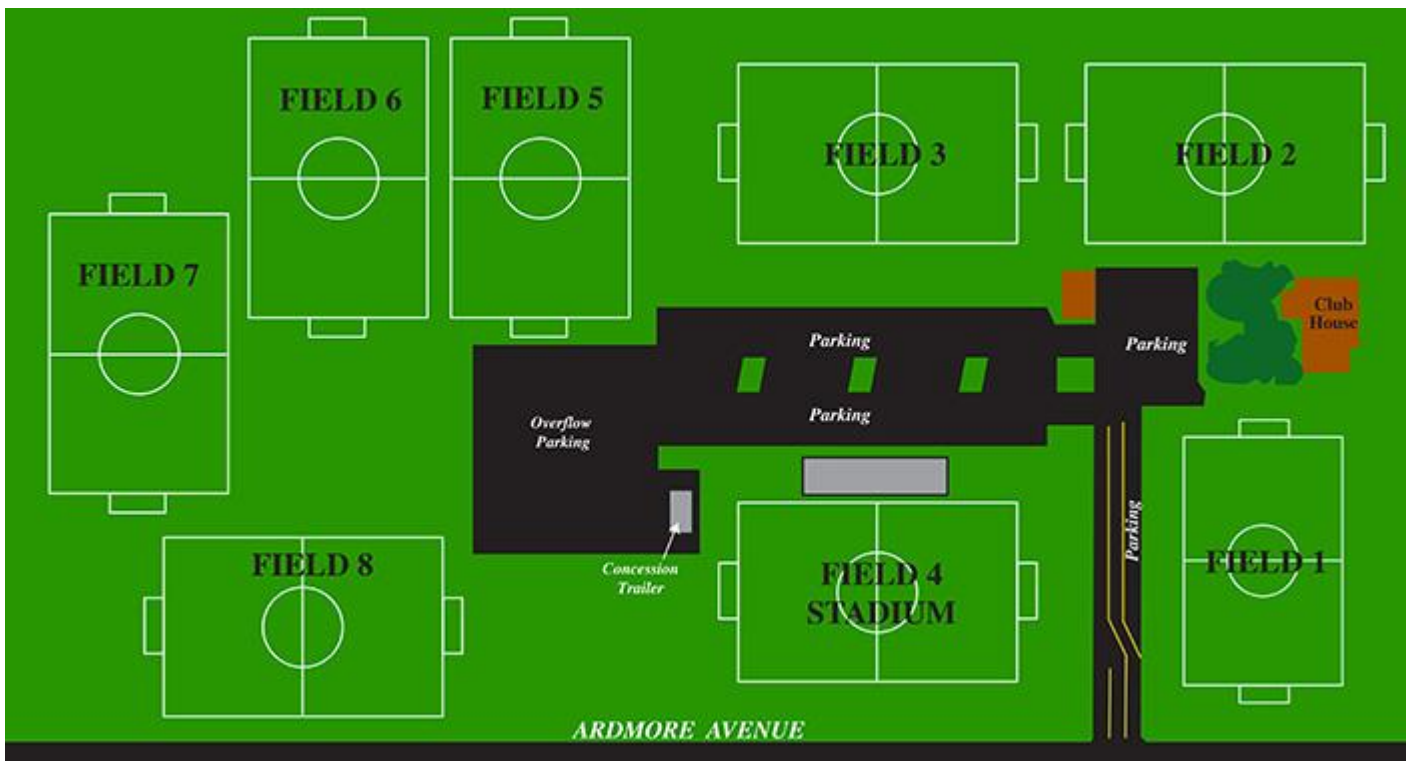 FIELD 6
FIELD 5
FIELD 3
FIELD 2
FIELD 7
Club
House
Parking
Parking
Parking
Overflow
Parking
Parking
FIELD 8
Concession
Trailer
FIELD 4
STADIUM
FIELD 1
ARDMORE AVENUE